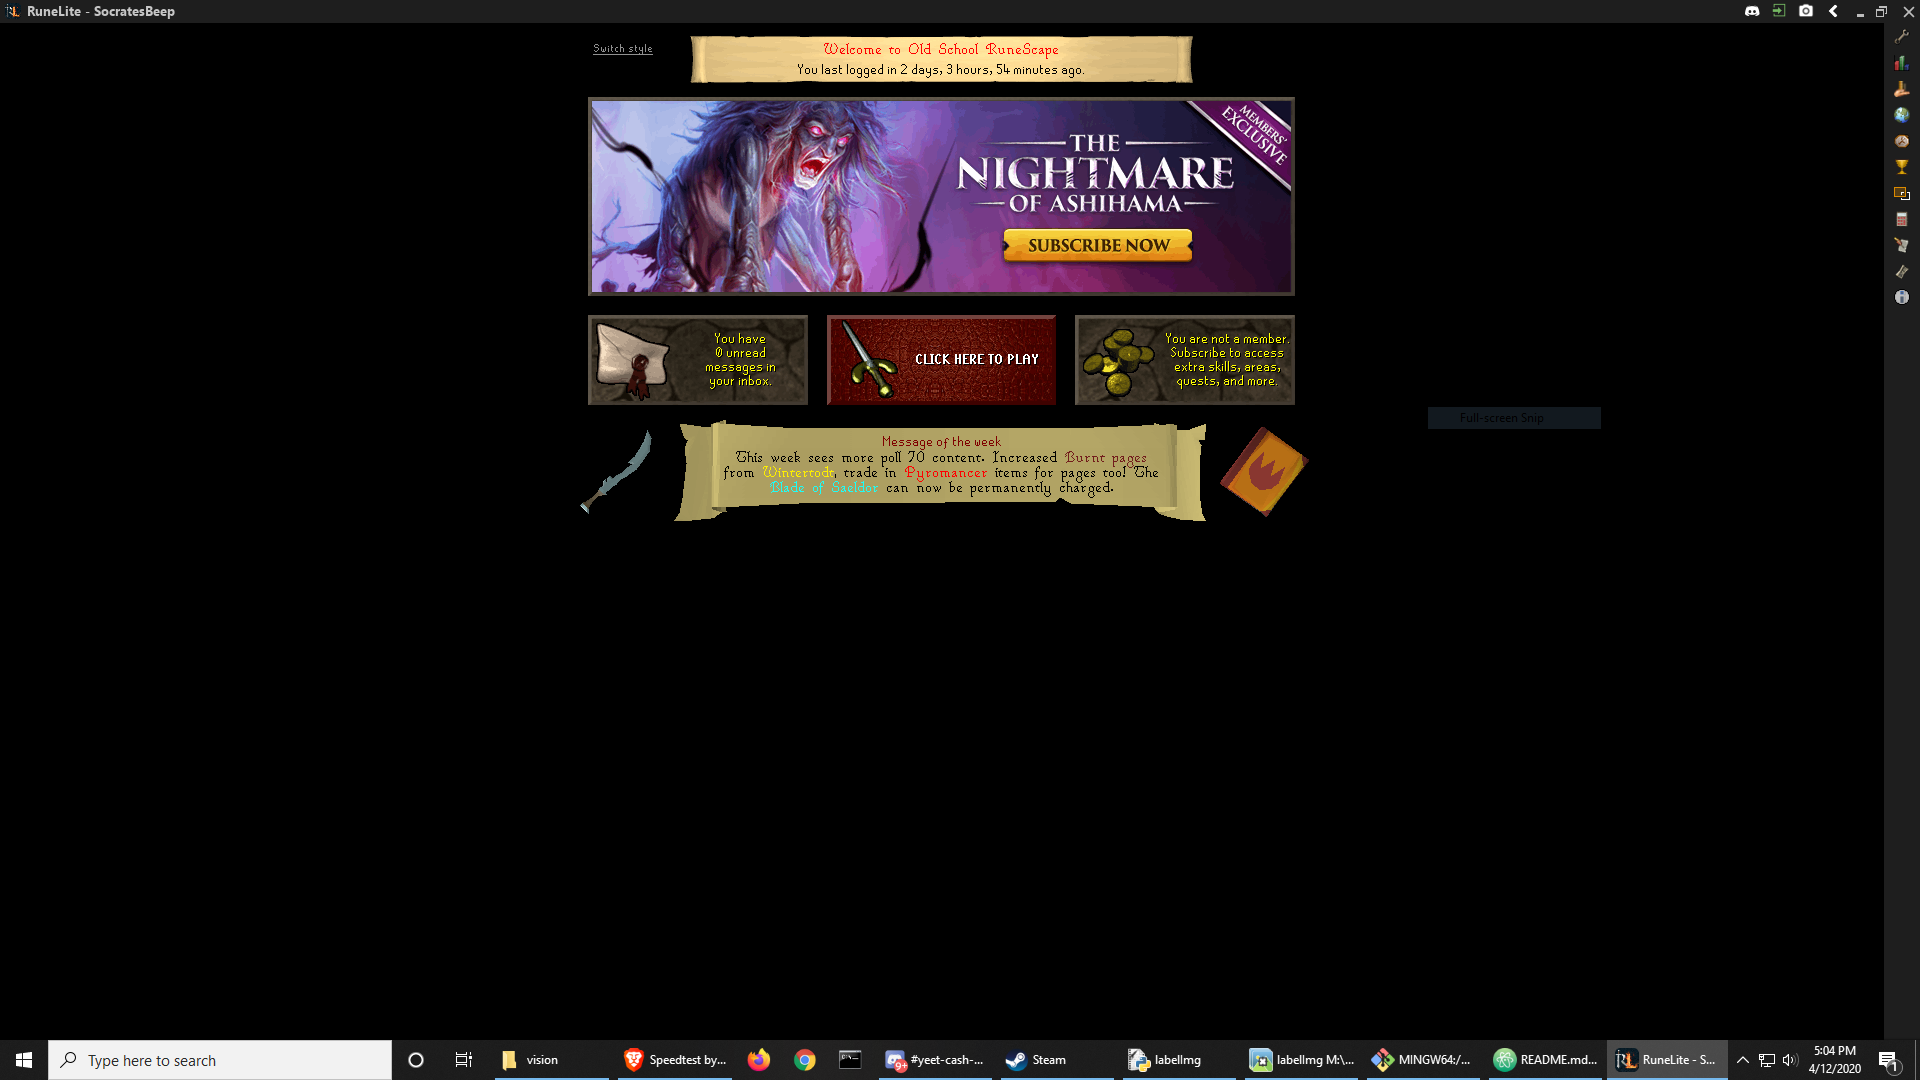 RuneLite - SocratesBeep
Switch style
Welcome to Old School RuneScape
You last logged in 2 days, 3 hours, 54 minutes ago.
MEMBERS'
EXCLUSIVE
THE
NIGHTMARE
OF ASHIHAMA
SUBSCRIBE NOW
You have
0 unread
messages in
your inbox.
CLICK HERE TO PLAY
You are not a member.
Subscribe to access
extra skills, areas,
quests, and more.
Full-screen Snip
Message of the week
This week sees more poll 70 content. Increased Burnt pages
from Wintertodt, trade in Pyromancer items for pages too! The
Blade of Saeldor can now be permanently charged.
Type here to search
vision
Speedtest by...
9+
#yeet-cash-...
Steam
labelImg
labelImg M:\...
MINGW64:/...
README.md...
RuneLite - S...
5:04 PM
4/12/2020
1